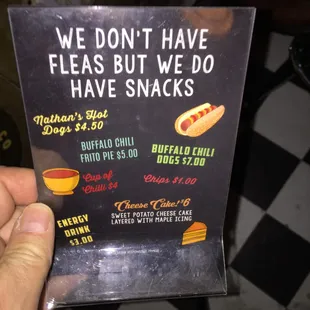 WE DON'T HAVE
FLEAS BUT WE DO
HAVE SNACKS
Nathan's Hot
Dogs $4.50
BUFFALO CHILI
FRITO PIE $5.00
BUFFALO CHILI
DOGS $7.00
Cup of
Chili $4
Chips $1.00
Cheese Cake! $6
SWEET POTATO CHEESE CAKE
LAYERED WITH MAPLE ICING
ENERGY
DRINK
$3.00